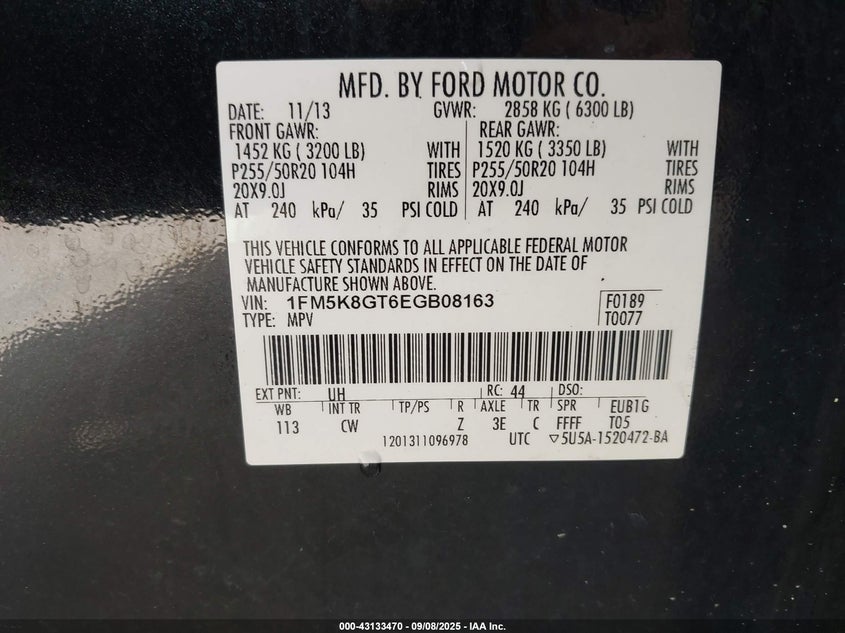 MFD. BY FORD MOTOR CO.
DATE: 11/13 GVWR: 2858 KG ( 6300 LB)
FRONT GAWR: REAR GAWR:
1452 KG ( 3200 LB) WITH 1520 KG ( 3350 LB) WITH
P255/50R20 104H TIRES P255/50R20 104H TIRES
20X9.0J RIMS 20X9.0J RIMS
AT 240 kPa/ 35 PSI COLD AT 240 kPa/ 35 PSI COLD
THIS VEHICLE CONFORMS TO ALL APPLICABLE FEDERAL MOTOR
VEHICLE SAFETY STANDARDS IN EFFECT ON THE DATE OF
MANUFACTURE SHOWN ABOVE.
VIN: 1FM5K8GT6EGB08163 F0189
TYPE: MPV T0077
EXT PNT: UH RC: 44 DSO:
WB INT TR TP/PS R AXLE TR SPR EUB1G
113 CW Z 3E C FFFF T05
1201311096978 UTC ▽5U5A-1520472-BA
000-43133470 - 09/08/2025 - IAA Inc.